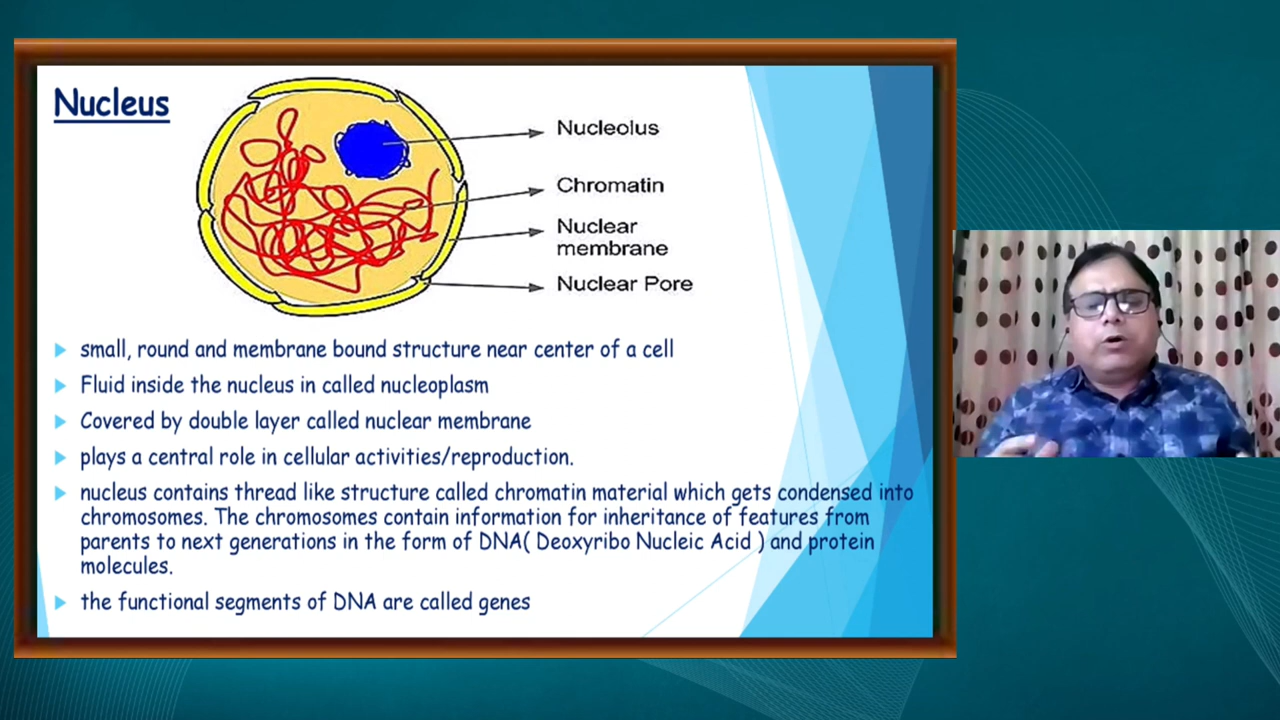 Nucleus
Nucleolus
Chromatin
Nuclear
membrane
Nuclear Pore
small, round and membrane bound structure near center of a cell
Fluid inside the nucleus in called nucleoplasm
Covered by double layer called nuclear membrane
plays a central role in cellular activities/reproduction.
nucleus contains thread like structure called chromatin material which gets condensed into
chromosomes. The chromosomes contain information for inheritance of features from
parents to next generations in the form of DNA( Deoxyribo Nucleic Acid ) and protein
molecules.
the functional segments of DNA are called genes